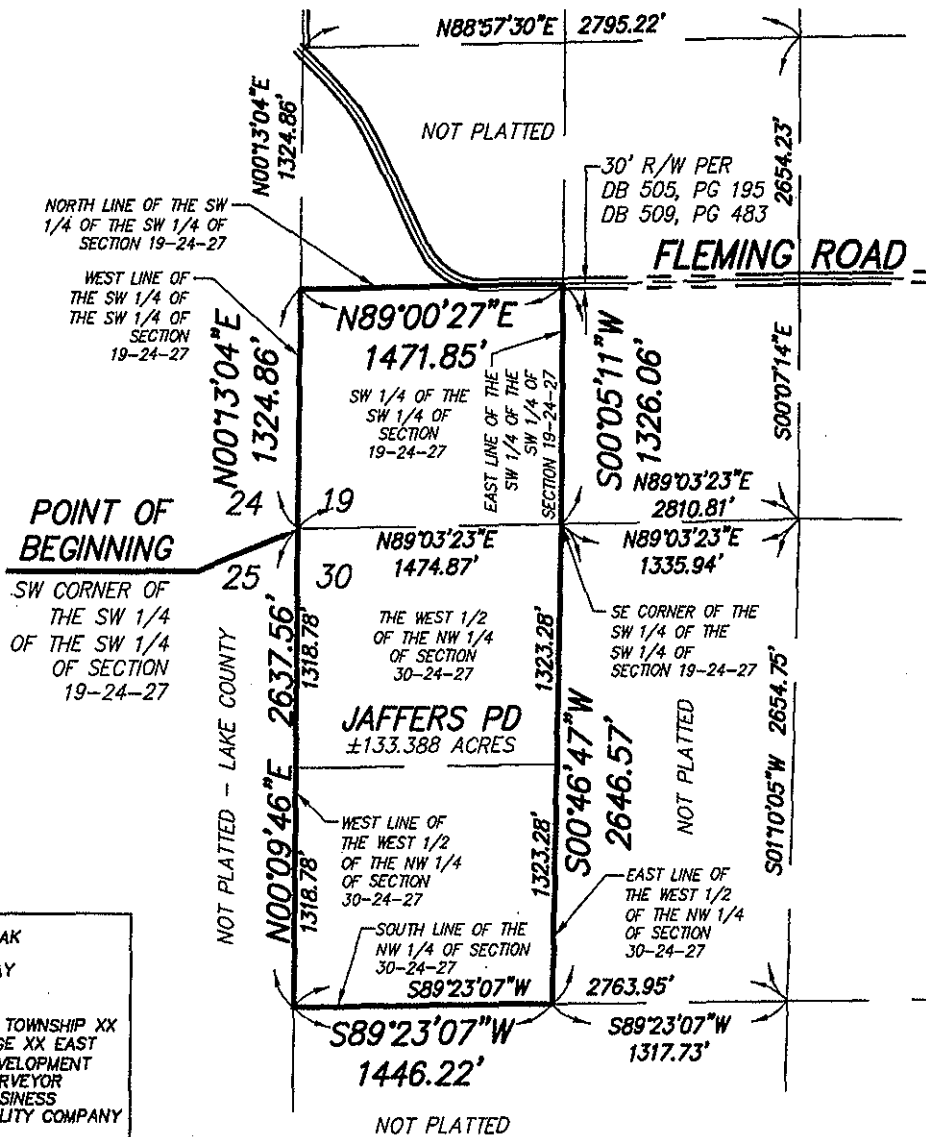 N88°57'30"E 2795.22'
N00°13'04"E
1324.86'
NOT PLATTED
2654.23'
30' R/W PER
DB 505, PG 195
DB 509, PG 483
NORTH LINE OF THE SW
1/4 OF THE SW 1/4 OF
SECTION 19-24-27
FLEMING ROAD
WEST LINE OF
THE SW 1/4 OF
THE SW 1/4 OF
SECTION
19-24-27
N89°00'27"E
1471.85'
N00°13'04"E
1324.86'
SW 1/4 OF THE
SW 1/4 OF
SECTION
19-24-27
EAST LINE OF THE
SW 1/4 OF THE
SW 1/4 OF
SECTION 19-24-27
S00°05'11"W
1326.06'
S00°07'14"E
N89°03'23"E
2810.81'
24 19
POINT OF
BEGINNING
N89°03'23"E
1474.87'
N89°03'23"E
1335.94'
25 30
SW CORNER OF
THE SW 1/4
OF THE SW 1/4
OF SECTION
19-24-27
THE WEST 1/2
OF THE NW 1/4
OF SECTION
30-24-27
SE CORNER OF THE
SW 1/4 OF THE
SW 1/4 OF
SECTION 19-24-27
NOT PLATTED - LAKE COUNTY
N00°09'46"E 2637.56'
1318.78'
1323.28'
JAFFERS PD
±133.388 ACRES
S00°46'47"W
2646.57'
NOT PLATTED
S01°10'05"W 2654.75'
WEST LINE OF
THE WEST 1/2
OF THE NW 1/4
OF SECTION
30-24-27
1318.78'
1323.28'
EAST LINE OF
THE WEST 1/2
OF THE NW 1/4
OF SECTION
30-24-27
SOUTH LINE OF THE
NW 1/4 OF SECTION
30-24-27
S89°23'07"W 2763.95'
S89°23'07"W
1446.22'
S89°23'07"W
1317.73'
NOT PLATTED
TOWNSHIP XX
XX EAST